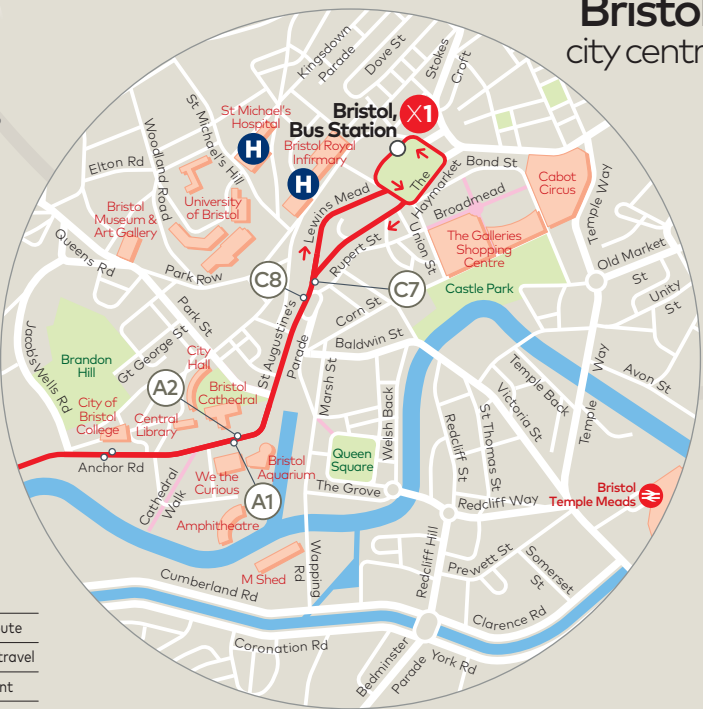 Bristol
city centr
Kingsdown
Parade
Dove St
Stokes
Croft
St Michael's
Hospital
H
Bristol Royal
Infirmary
H
Bristol,
Bus Station
X1
St Michael's Hill
Woodland Road
Elton Rd
University
of Bristol
Bristol
Museum &
Art Gallery
Queens Rd
Park Row
Park St
Lewins Mead
Rupert St
The
Haymarket
Bond St
Union St
Broadmead
Cabot
Circus
The Galleries
Shopping
Centre
Castle Park
Temple Way
Old Market
St
Unity
St
C8
C7
Corn St
Baldwin St
St Augustine's
Parade
Jacob's Wells Rd
Brandon
Hill
Gt George St
City
Hall
A2
Bristol
Cathedral
City of
Bristol
College
Central
Library
Anchor Rd
Cathedral
Walk
We the
Curious
Bristol
Aquarium
A1
Amphitheatre
M Shed
Marsh St
Welsh Back
Queen
Square
The Grove
Redcliff St
St Thomas St
Victoria St
Temple Back
Temple Way
Avon St
Redcliff Way
Bristol
Temple Meads
Redcliff Hill
Prewett St
Somerset
St
Wapping
Rd
Cumberland Rd
Coronation Rd
Clarence Rd
York Rd
Bedminster
Parade
ute
travel
nt